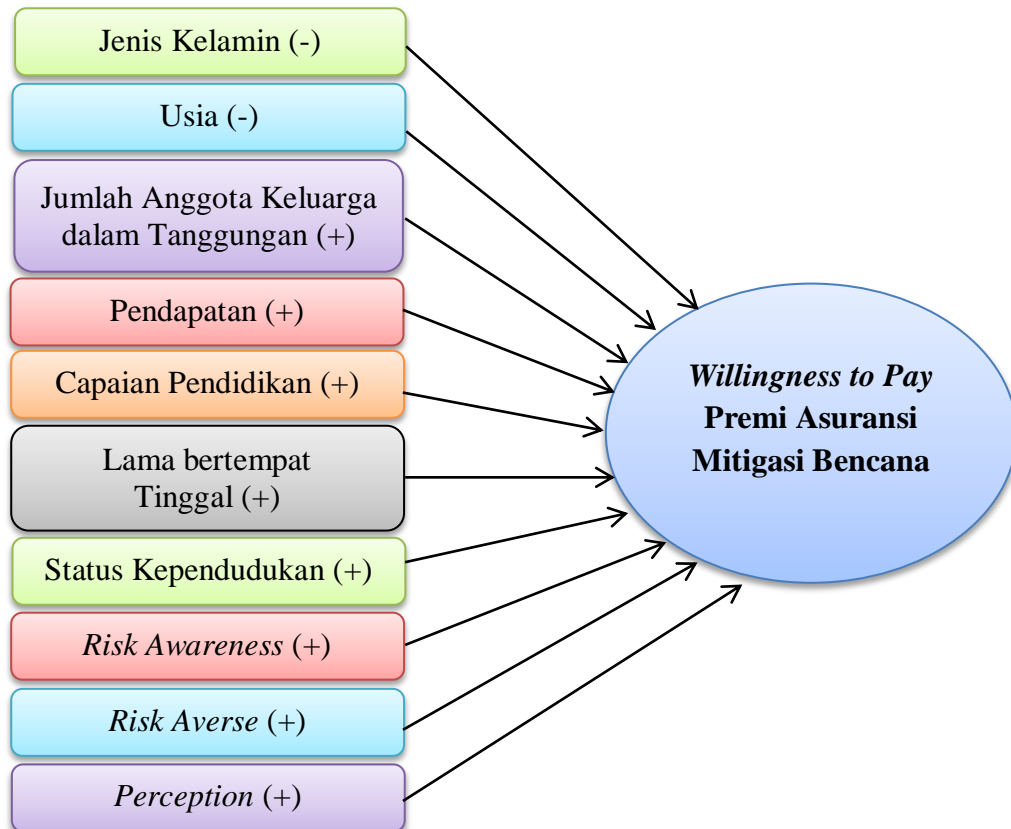 Jenis Kelamin (-)
Usia (-)
Jumlah Anggota Keluarga
dalam Tanggungan (+)
Pendapatan (+)
Capaian Pendidikan (+)
Lama bertempat
Tinggal (+)
Status Kependudukan (+)
Risk Awareness (+)
Risk Averse (+)
Perception (+)
Willingness to Pay
Premi Asuransi
Mitigasi Bencana